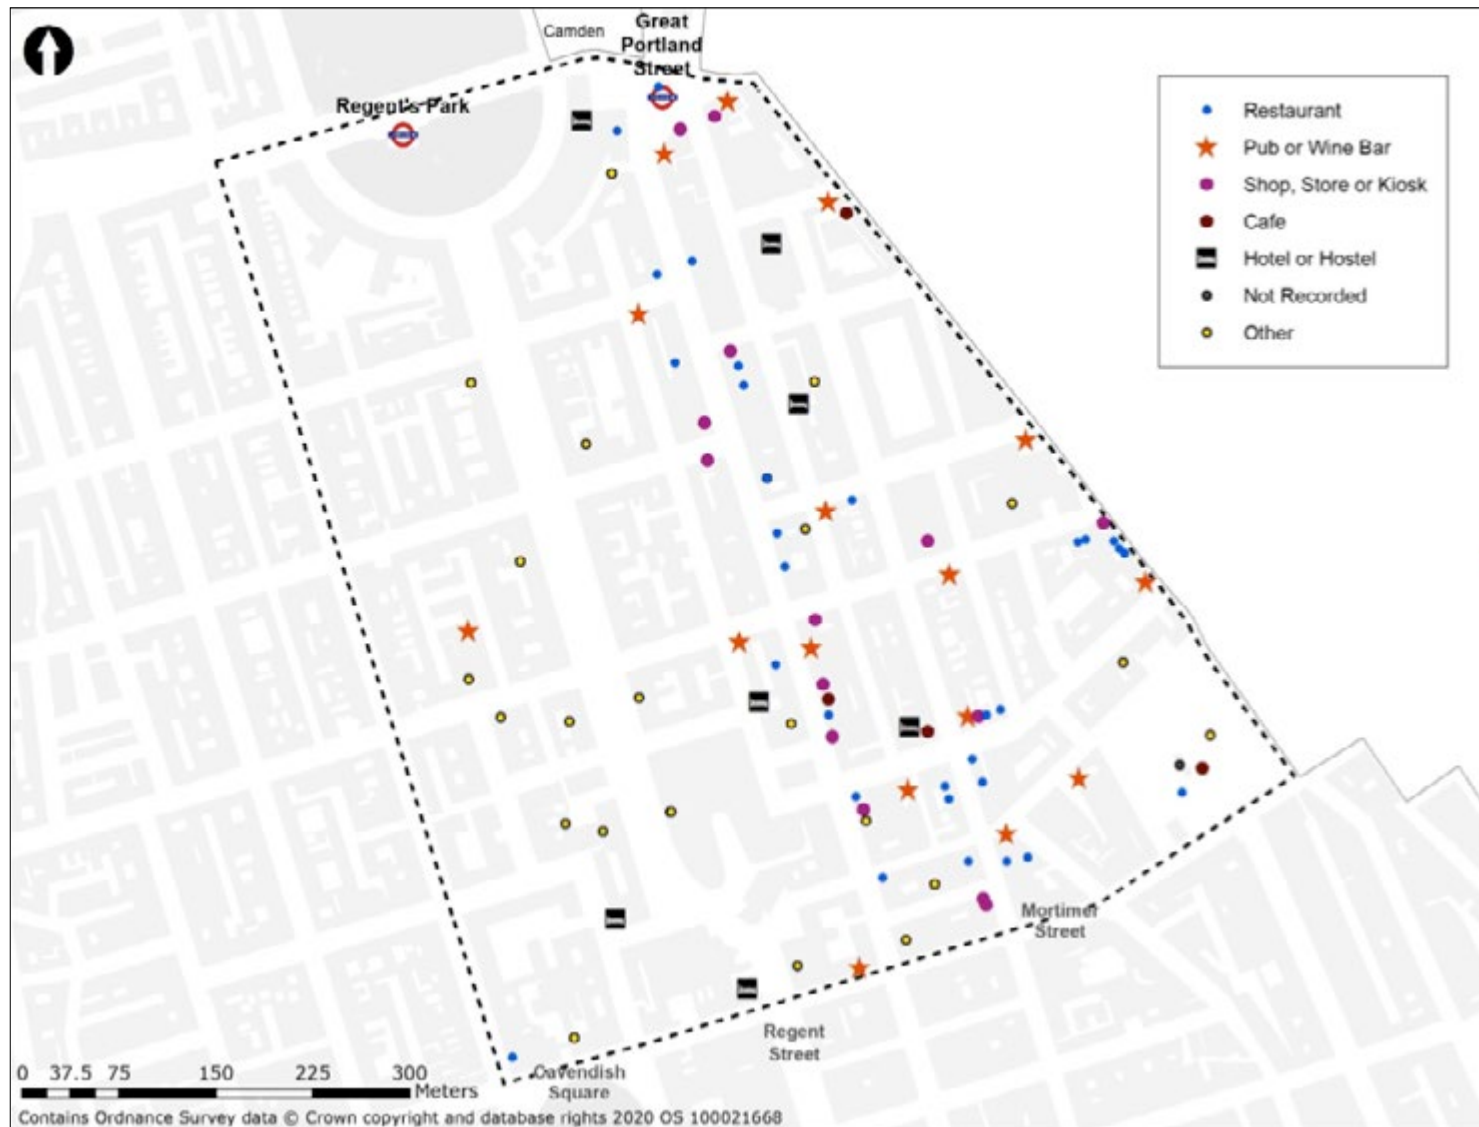 Camden
Great
Portland
Street
Regent's Park
Restaurant
Pub or Wine Bar
Shop, Store or Kiosk
Cafe
Hotel or Hostel
Not Recorded
Other
Mortimer
Street
Regent
Street
Cavendish
Square
0 37.5 75 150 225 300
Meters
Contains Ordnance Survey data © Crown copyright and database rights 2020 OS 100021668